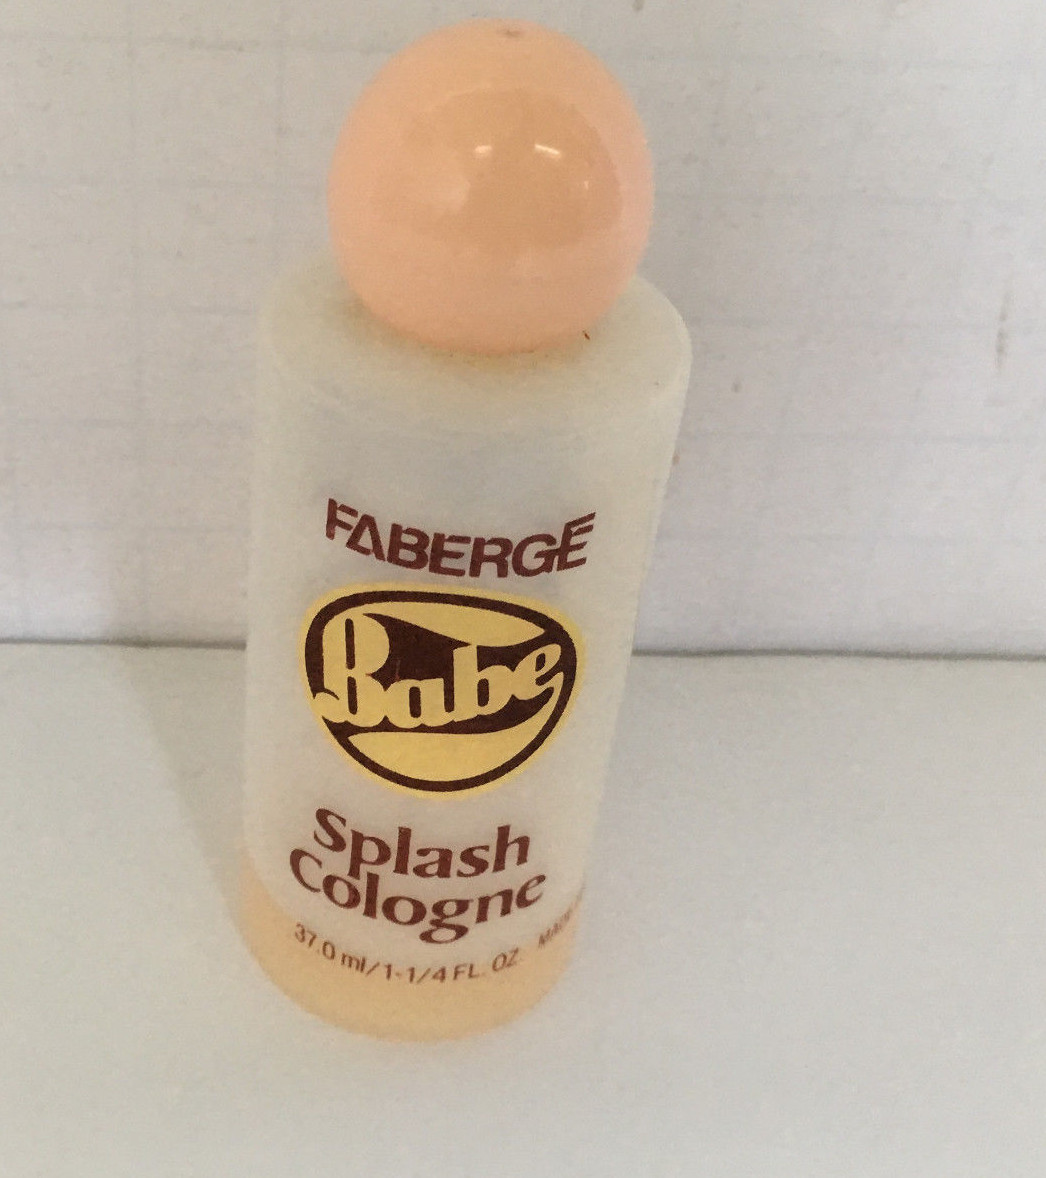 FABERGÉ
Babe
Splash
Cologne
37.0 ml/1-1/4 FL. OZ.